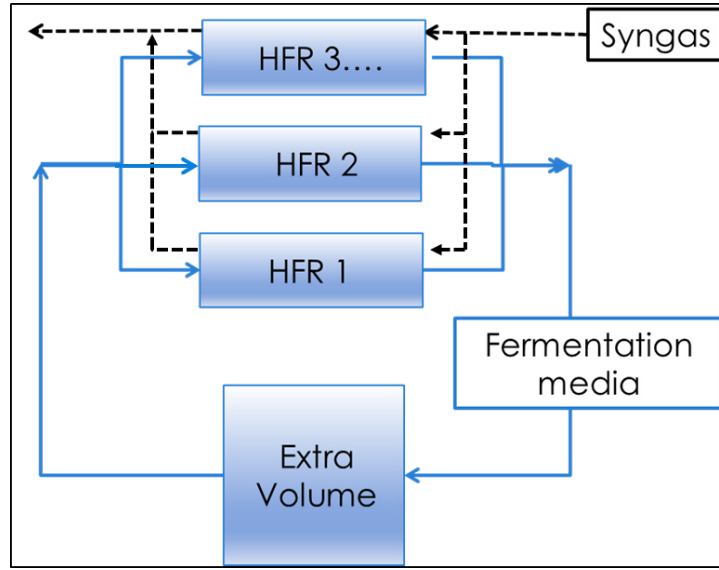 Syngas
HFR 3....
HFR 2
HFR 1
Fermentation
media
Extra
Volume